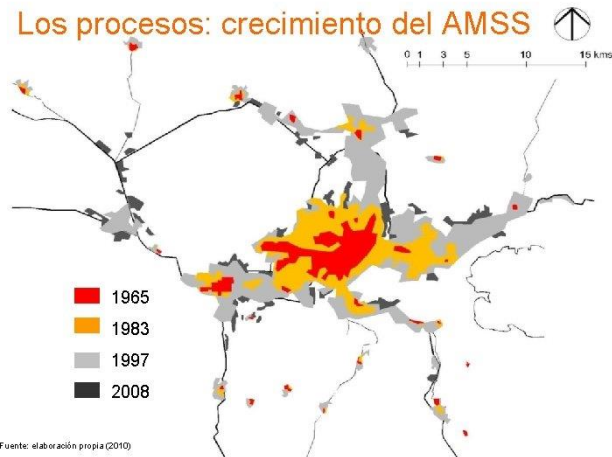 Los procesos: crecimiento del AMSS
0 1 3 5 10 15 kms
1965
1983
1997
2008
Fuente: elaboración propia (2010)